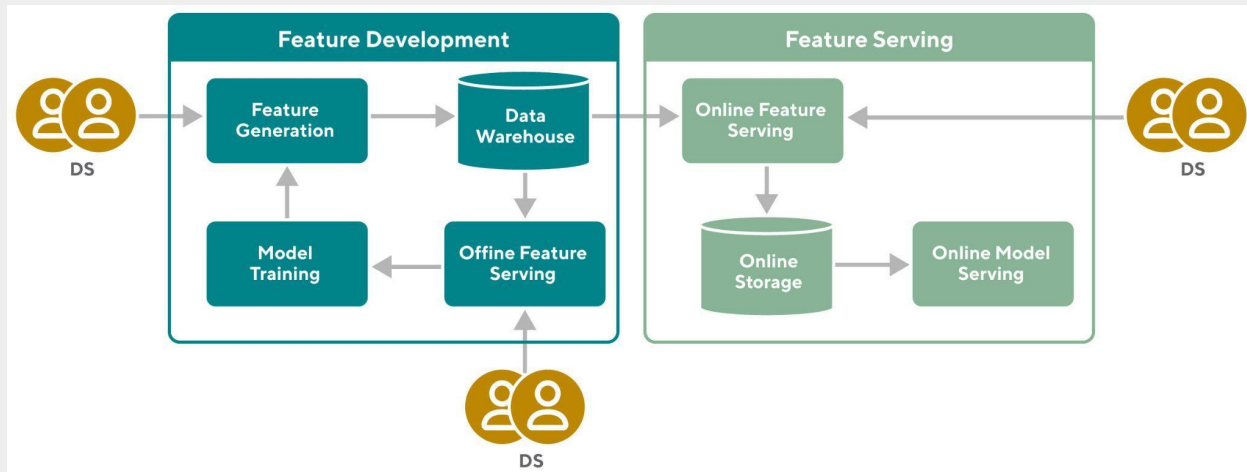 Feature Development
Feature Serving
DS
Feature
Generation
Data
Warehouse
Online Feature
Serving
DS
Model
Training
Offine Feature
Serving
Online
Storage
Online Model
Serving
DS